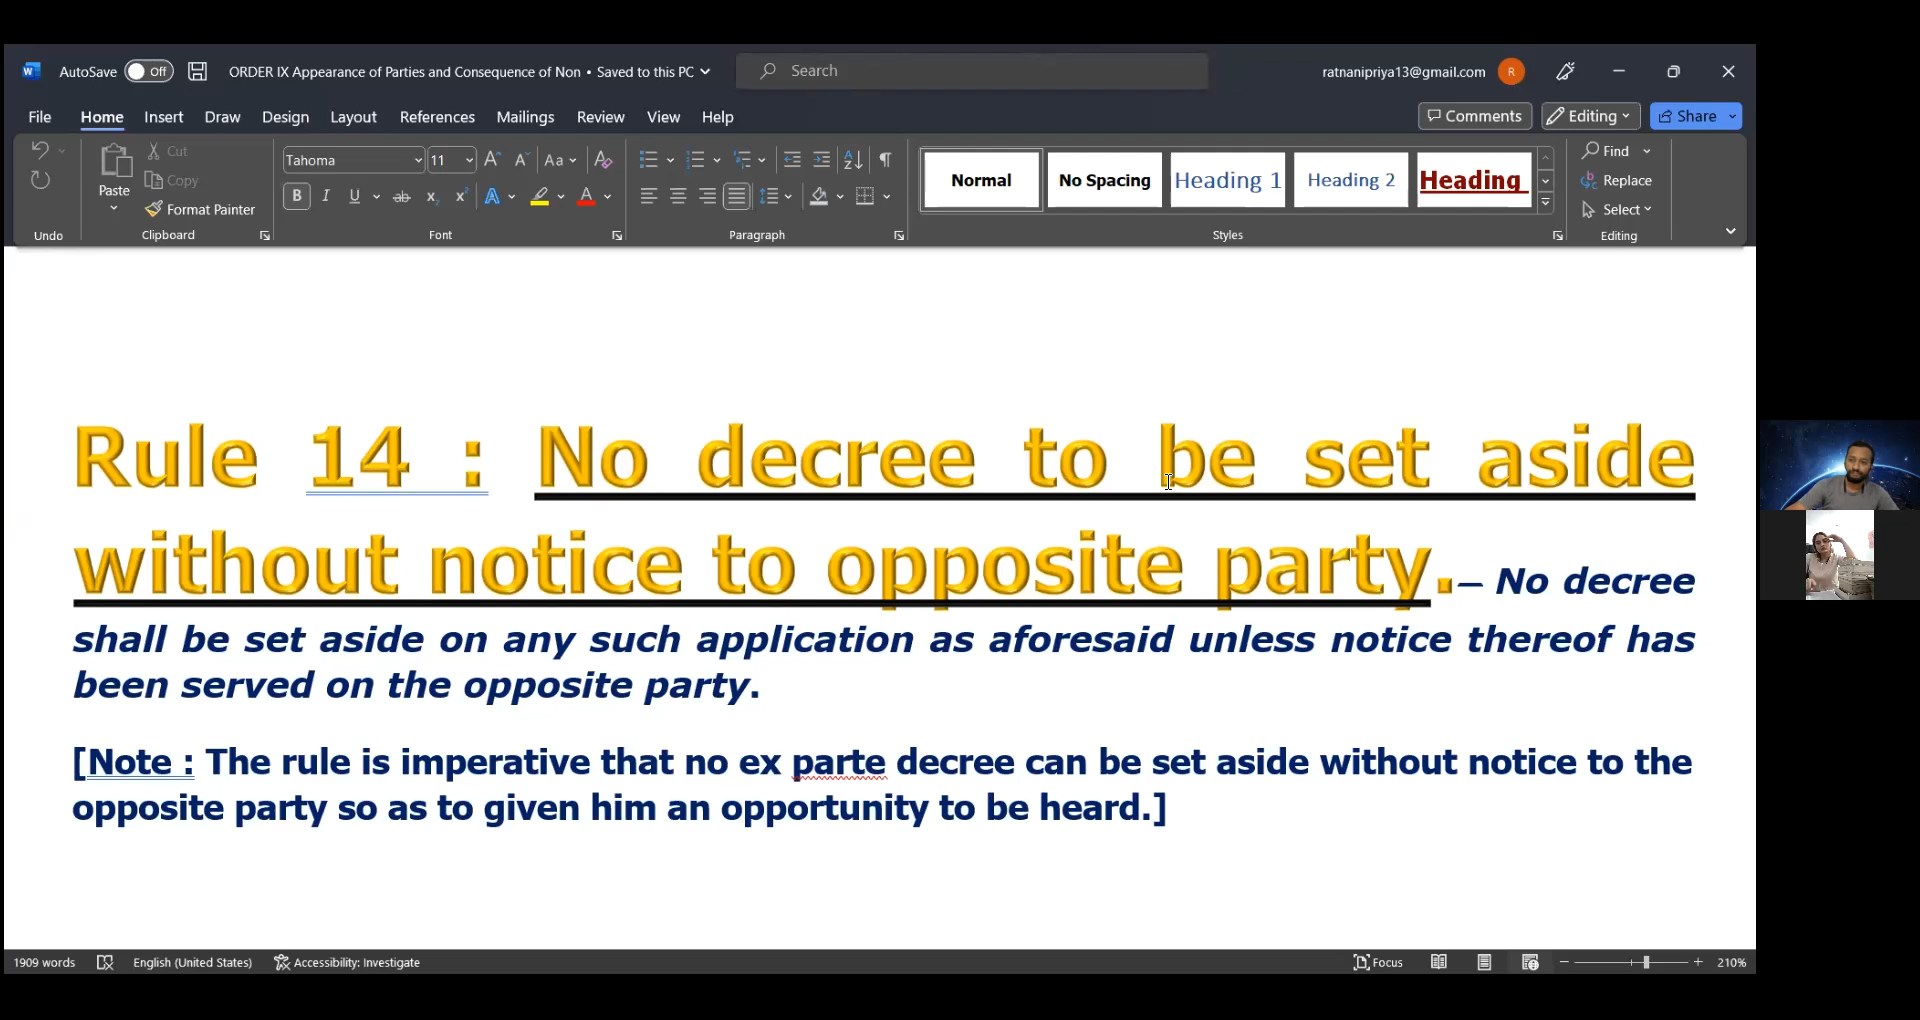 AutoSave Off ORDER IX Appearance of Parties and Consequence of Non • Saved to this PC Search ratnanipriya13@gmail.com R
File Home Insert Draw Design Layout References Mailings Review View Help Comments Editing Share
Paste Cut Copy Format Painter
Tahoma 11 Aa
B I U ab x₂ x² A A
Normal No Spacing Heading 1 Heading 2 Heading
Find Replace Select
Undo Clipboard Font Paragraph Styles Editing
Rule 14 : No decree to be set aside
without notice to opposite party.— No decree
shall be set aside on any such application as aforesaid unless notice thereof has
been served on the opposite party.
[Note : The rule is imperative that no ex parte decree can be set aside without notice to the
opposite party so as to given him an opportunity to be heard.]
1909 words English (United States) Accessibility: Investigate Focus 210%